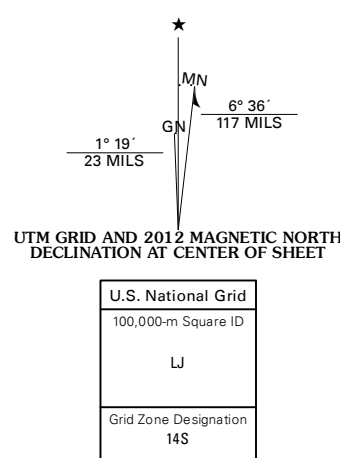 ★
MN
GN
6° 36´
117 MILS
1° 19´
23 MILS
UTM GRID AND 2012 MAGNETIC NORTH
DECLINATION AT CENTER OF SHEET
U.S. National Grid
100,000-m Square ID
LJ
Grid Zone Designation
14S